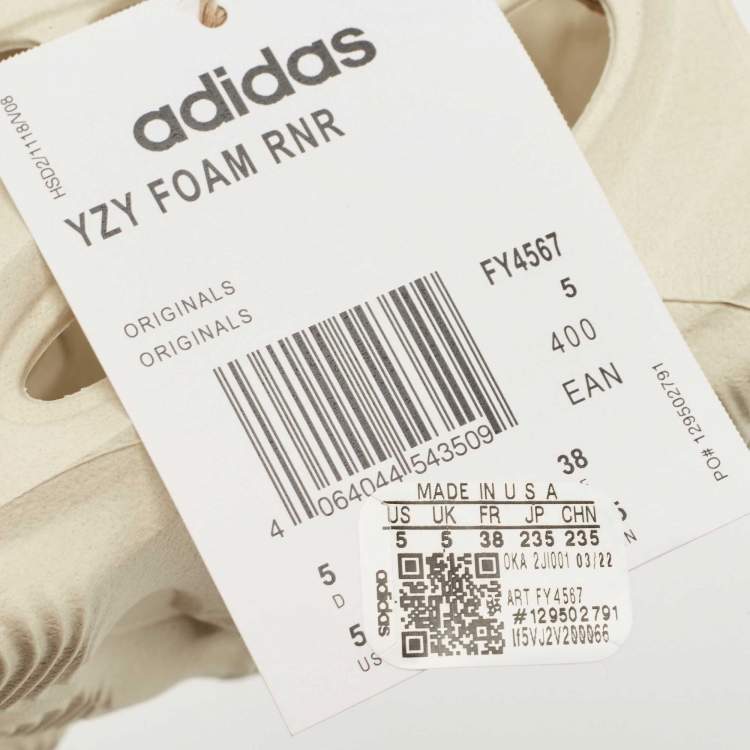 adidas
YZY FOAM RNR
HSD2/1118/V08
ORIGINALS
ORIGINALS
FY4567
5
400
EAN
4 064044 543509
PO# 129502791
38
5
D
5
US
MADE IN U S A
US UK FR JP CHN
5 5 38 235 235
OKA 2JI001 03/22
ART FY4567
#129502791
adidas